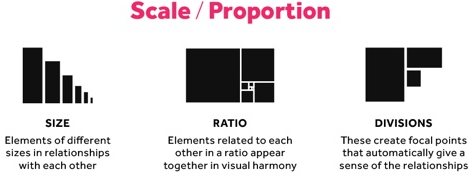 Scale / Proportion
SIZE
Elements of different
sizes in relationships
with each other
RATIO
Elements related to each
other in a ratio appear
together in visual harmony
DIVISIONS
These create focal points
that automatically give a
sense of the relationships